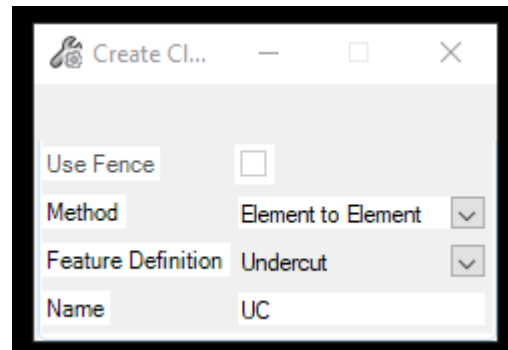 Create Cl...
Use Fence
Method Element to Element
Feature Definition Undercut
Name UC